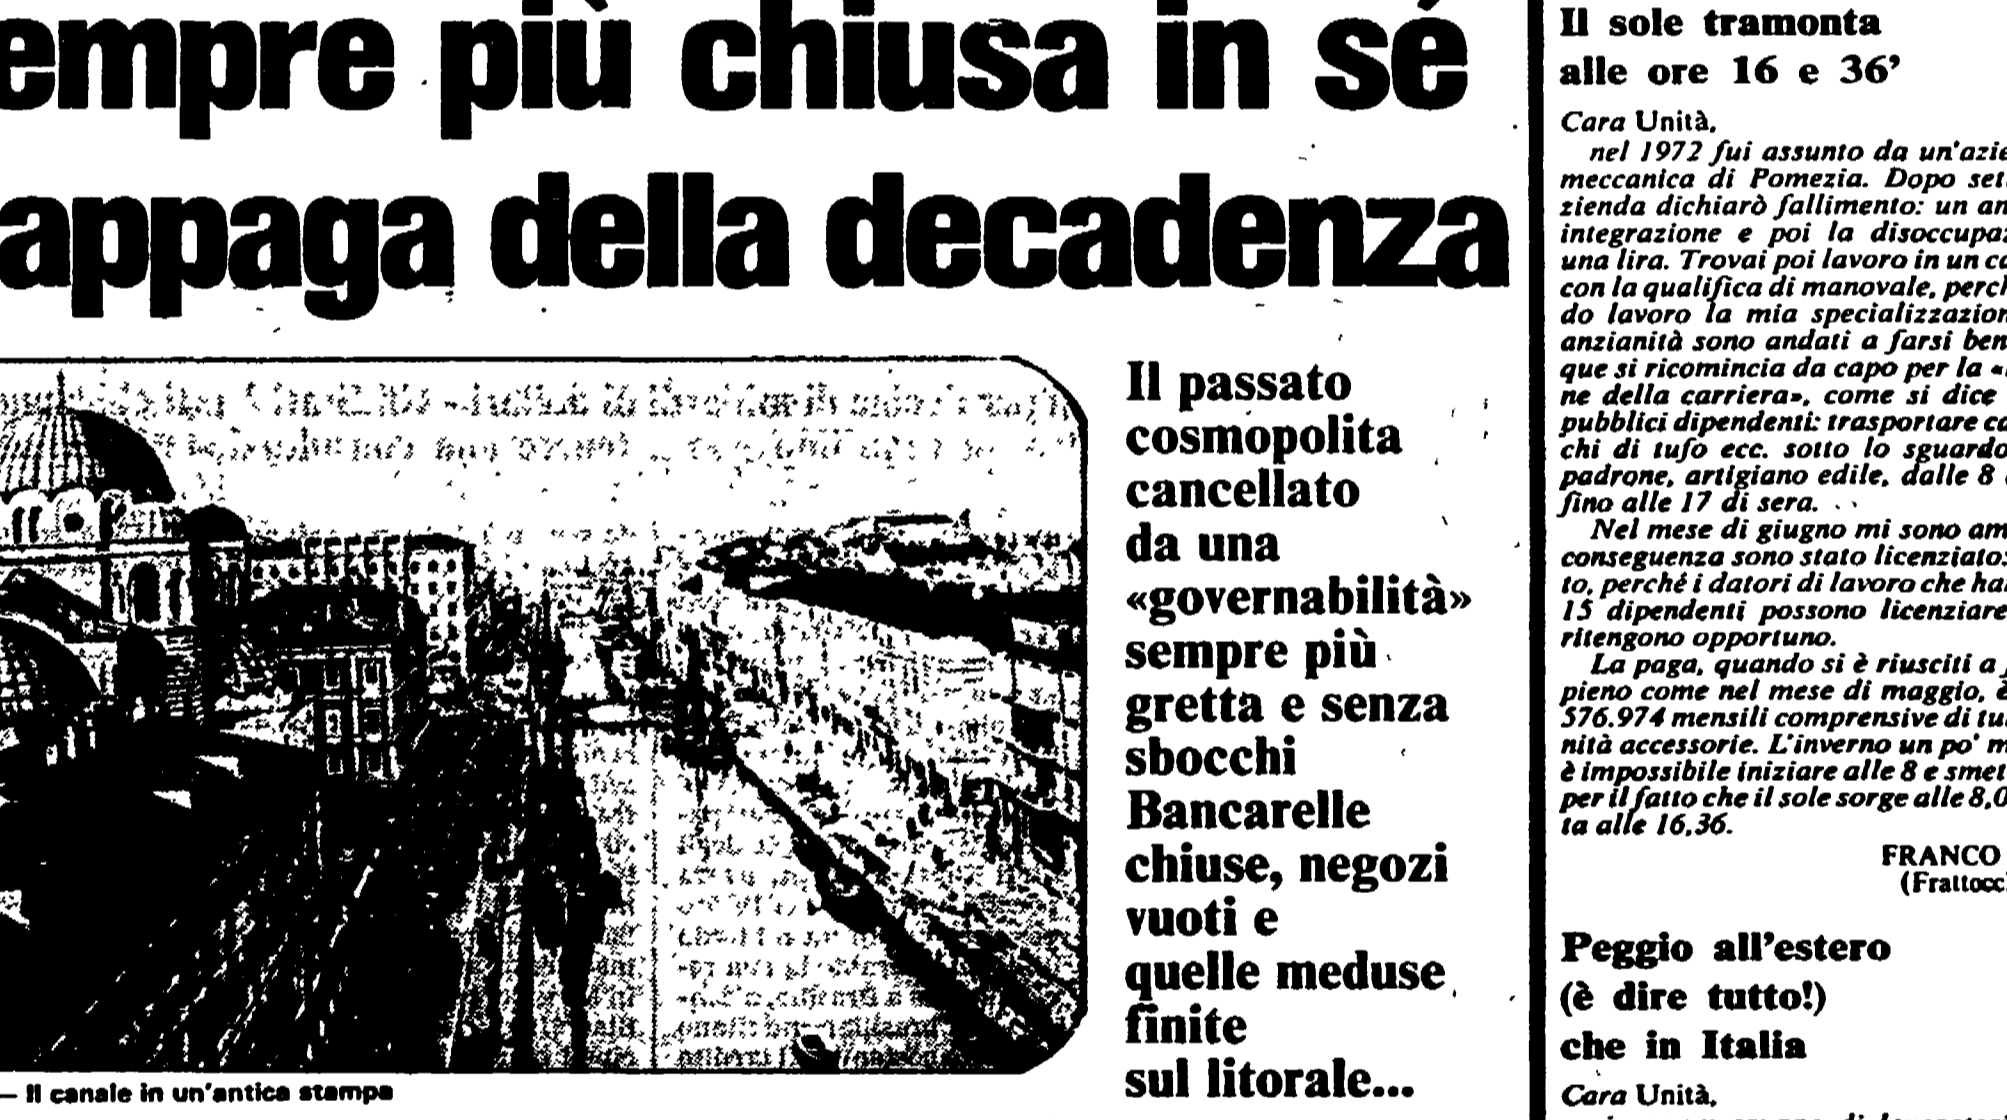 empre più chiusa in sé
appaga della decadenza
Il passato
cosmopolita
cancellato
da una
«governabilità»
sempre più
gretta e senza
sbocchi
Bancarelle
chiuse, negozi
vuoti e
quelle meduse
finite
sul litorale...
— Il canale in un'antica stampa
Il sole tramonta
alle ore 16 e 36'
Cara Unità,
nel 1972 fui assunto da un'azie
meccanica di Pomezia. Dopo set
zienda dichiarò fallimento: un an
integrazione e poi la disoccupaz
una lira. Trovai poi lavoro in un ca
con la qualifica di manovale, perch
do lavoro la mia specializzazion
anzianità sono andati a farsi ben
que si ricomincia da capo per la
ne della carriera», come si dice
pubblici dipendenti: trasportare ca
chi di tufo ecc. sotto lo sguardo
padrone, artigiano edile, dalle 8
fino alle 17 di sera.
Nel mese di giugno mi sono am
conseguenza sono stato licenziato:
to, perché i datori di lavoro che ha
15 dipendenti possono licenziare
ritengono opportuno.
La paga, quando si è riusciti a
pieno come nel mese di maggio, è
576.974 mensili comprensive di tu
nità accessorie. L'inverno un po' m
è impossibile iniziare alle 8 e smet
per il fatto che il sole sorge alle 8,0
ta alle 16,36.
FRANCO
(Frattocc
Peggio all'estero
(è dire tutto!)
che in Italia
Cara Unità,